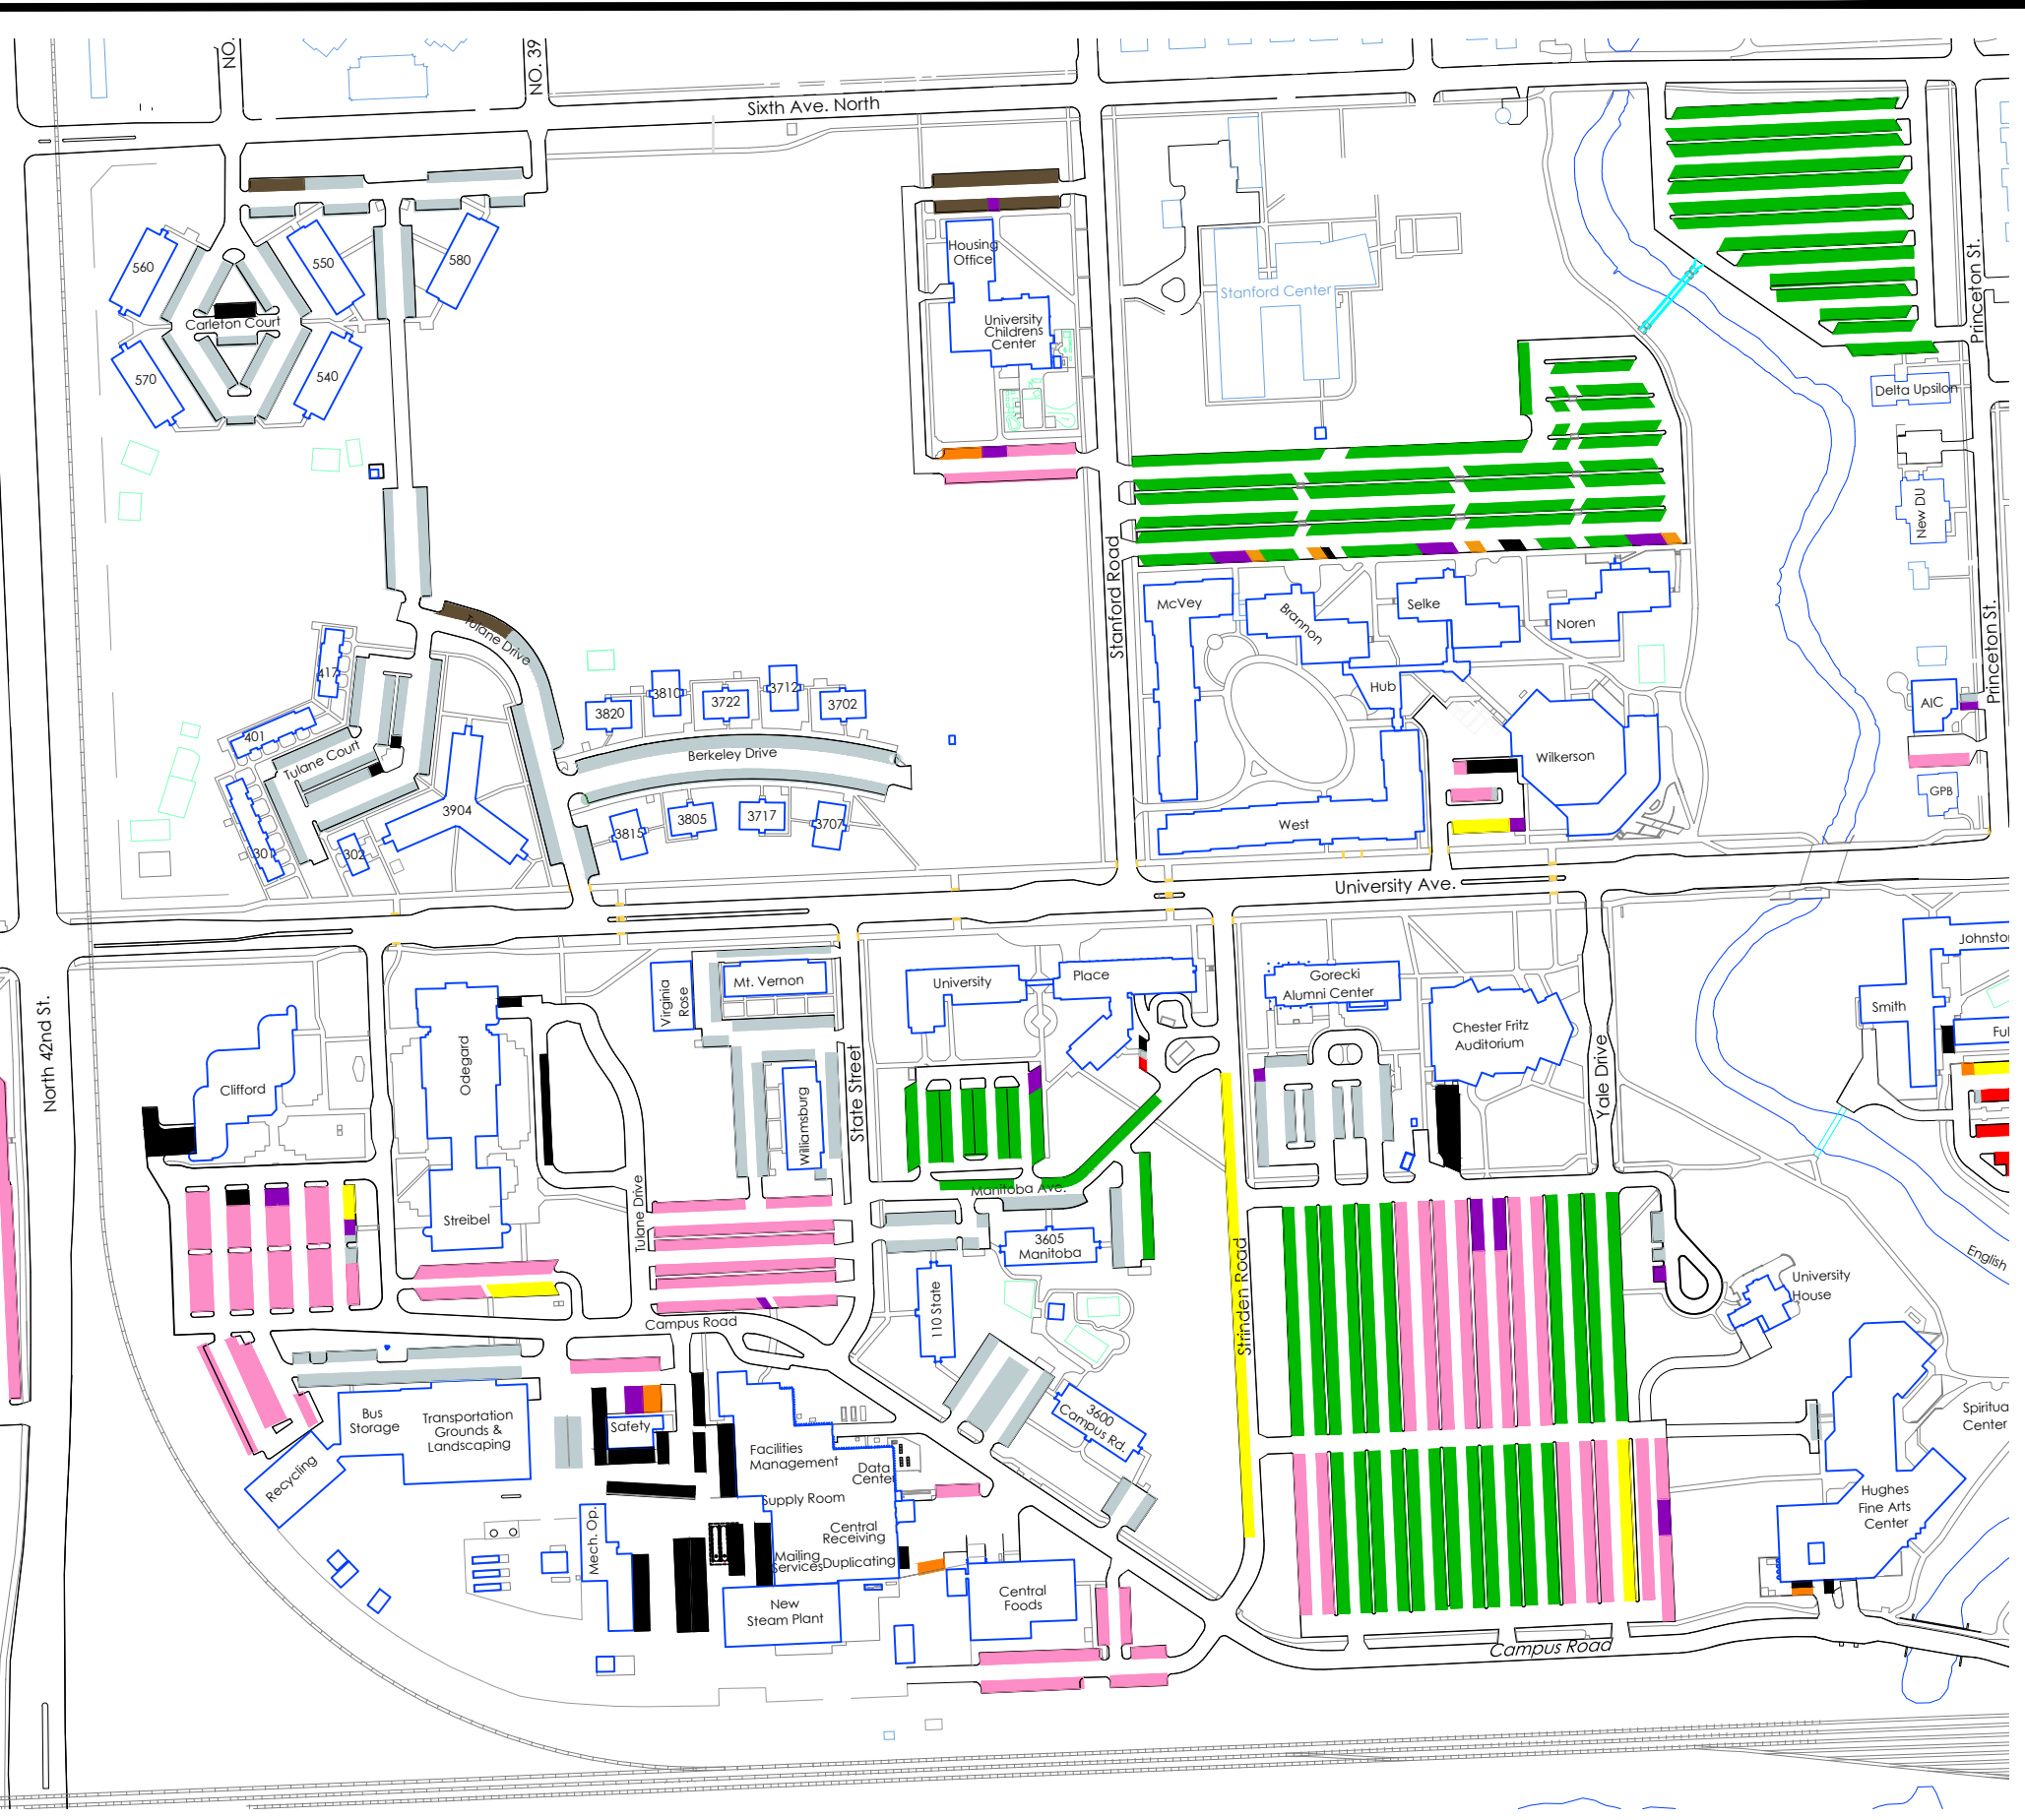 NO.
NO. 39
Sixth Ave. North
560
550
580
Carleton Court
570
540
Housing
Office
University
Childrens
Center
Stanford Center
Princeton St.
Delta Upsilon
New DU
Stanford Road
McVey
Brannon
Selke
Noren
Hub
Princeton St.
AIC
GPB
Wilkerson
West
University Ave.
Tulane Drive
417
401
Tulane Court
301
302
3904
3820
3810
3722
3712
3702
Berkeley Drive
3815
3805
3717
3707
North 42nd St.
Clifford
Odegard
Streibel
Virginia
Rose
Mt. Vernon
Williamsburg
State Street
Tulane Drive
University
Place
Manitoba Ave.
3605
Manitoba
110 State
Gorecki
Alumni Center
Chester Fritz
Auditorium
Yale Drive
Strinden Road
Johnsto
Smith
Ful
English
University
House
Spiritua
Center
Hughes
Fine Arts
Center
Campus Road
Campus Road
3600
Campus Rd.
Bus
Storage
Transportation
Grounds &
Landscaping
Recycling
Safety
Facilities
Management
Data
Center
Supply Room
Central
Receiving
Mailing
Services
Duplicating
Mech. Op.
New
Steam Plant
Central
Foods